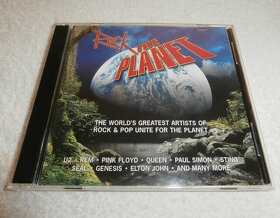 ROCK
THE
PLANET
THE WORLD'S GREATEST ARTISTS OF
ROCK & POP UNITE FOR THE PLANET
U2 • REM • PINK FLOYD • QUEEN • PAUL SIMON • STING
SEAL • GENESIS • ELTON JOHN • AND MANY MORE